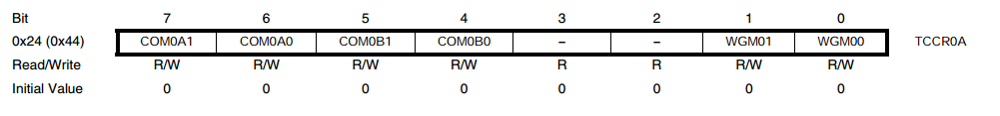 Bit 7 6 5 4 3 2 1 0
0x24 (0x44) COM0A1 COM0A0 COM0B1 COM0B0 – – WGM01 WGM00 TCCR0A
Read/Write R/W R/W R/W R/W R R R/W R/W
Initial Value 0 0 0 0 0 0 0 0